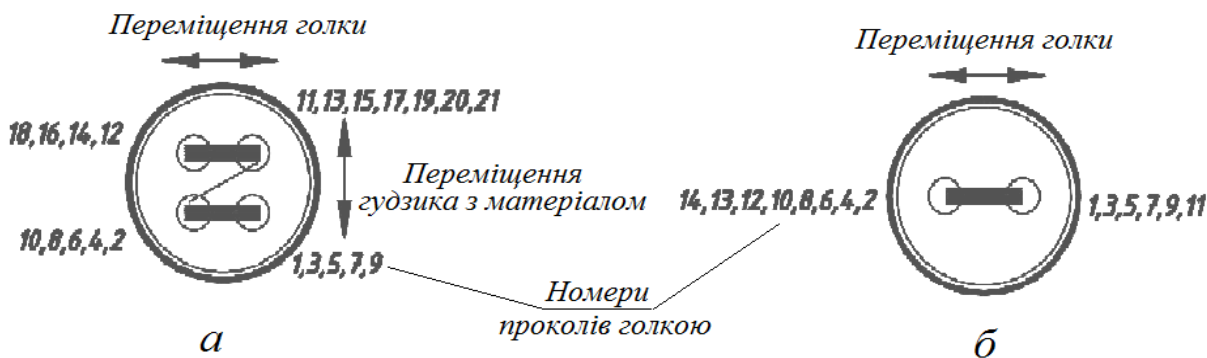 Переміщення голки
11,13,15,17,19,20,21
18,16,14,12
Переміщення
гудзика з матеріалом
10,8,6,4,2
1,3,5,7,9
а
Переміщення голки
14,13,12,10,8,6,4,2
1,3,5,7,9,11
Номери
проколів голкою
б